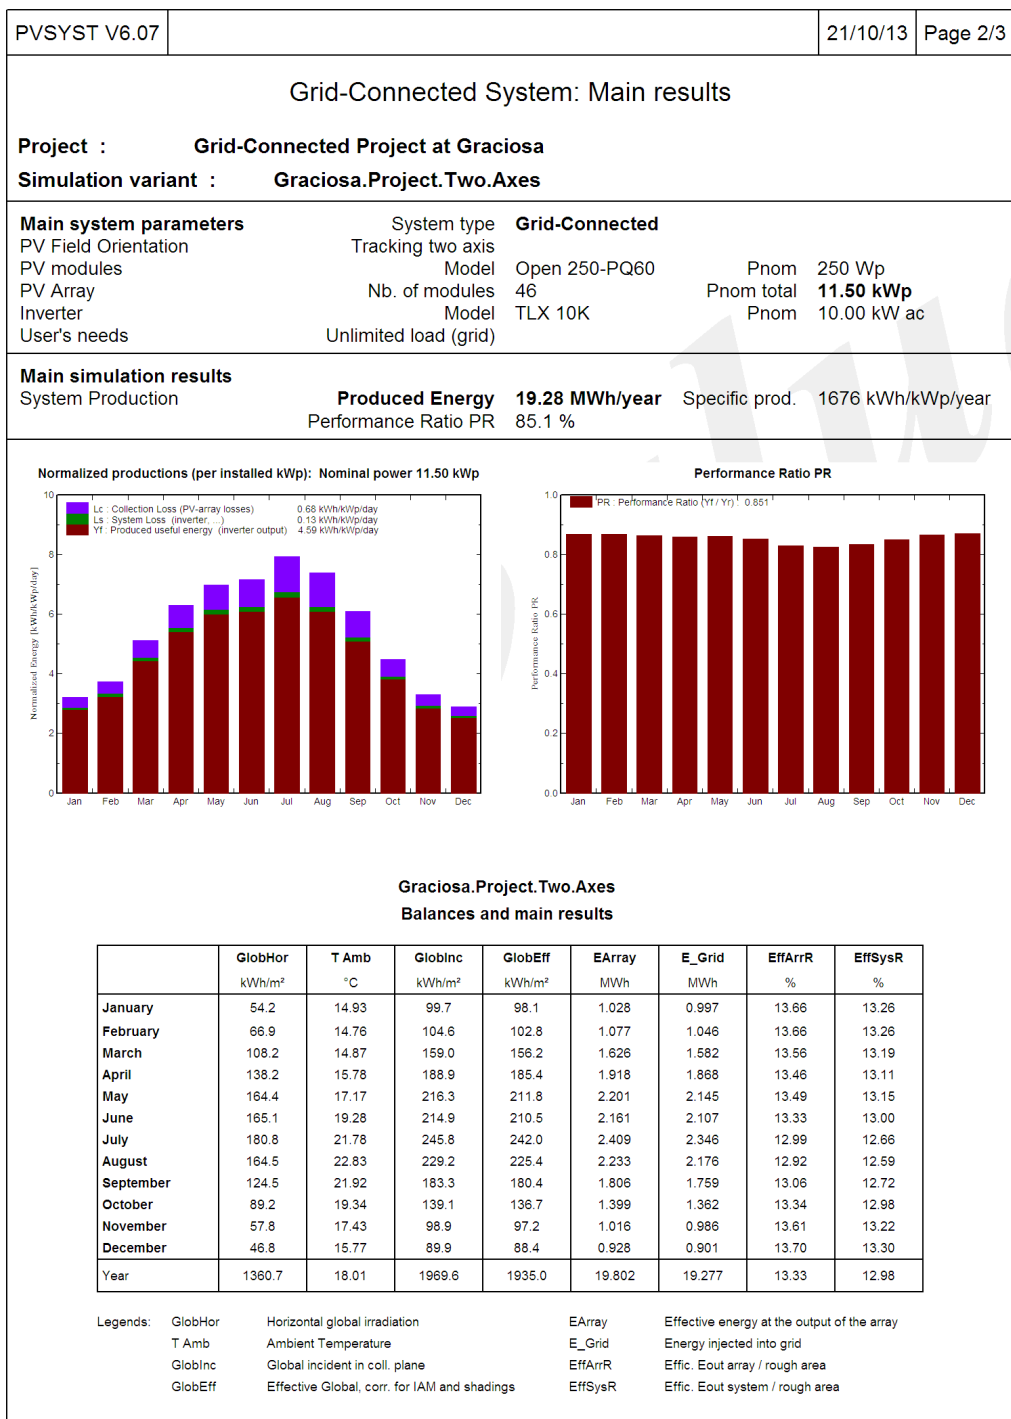 PVSYST V6.07 21/10/13 Page 2/3
Grid-Connected System: Main results
Project : Grid-Connected Project at Graciosa
Simulation variant : Graciosa.Project.Two.Axes
Main system parameters System type Grid-Connected
PV Field Orientation Tracking two axis
PV modules Model Open 250-PQ60 Pnom 250 Wp
PV Array Nb. of modules 46 Pnom total 11.50 kWp
Inverter Model TLX 10K Pnom 10.00 kW ac
User's needs Unlimited load (grid)
Main simulation results
System Production Produced Energy 19.28 MWh/year Specific prod. 1676 kWh/kWp/year
Performance Ratio PR 85.1 %
Normalized productions (per installed kWp): Nominal power 11.50 kWp
10
8
6
4
2
0
Normalized Energy [kWh/kWp/day]
Lc : Collection Loss (PV-array losses) 0.68 kWh/kWp/day
Ls : System Loss (inverter, ...) 0.13 kWh/kWp/day
Yf : Produced useful energy (inverter output) 4.59 kWh/kWp/day
Jan Feb Mar Apr May Jun Jul Aug Sep Oct Nov Dec
Performance Ratio PR
1.0
0.8
0.6
0.4
0.2
0.0
Performance Ratio PR
PR : Performance Ratio (Yf / Yr) : 0.851
Jan Feb Mar Apr May Jun Jul Aug Sep Oct Nov Dec
Graciosa.Project.Two.Axes
Balances and main results
GlobHor T Amb GlobInc GlobEff EArray E_Grid EffArrR EffSysR
kWh/m² °C kWh/m² kWh/m² MWh MWh % %
January 54.2 14.93 99.7 98.1 1.028 0.997 13.66 13.26
February 66.9 14.76 104.6 102.8 1.077 1.046 13.66 13.26
March 108.2 14.87 159.0 156.2 1.626 1.582 13.56 13.19
April 138.2 15.78 188.9 185.4 1.918 1.868 13.46 13.11
May 164.4 17.17 216.3 211.8 2.201 2.145 13.49 13.15
June 165.1 19.28 214.9 210.5 2.161 2.107 13.33 13.00
July 180.8 21.78 245.8 242.0 2.409 2.346 12.99 12.66
August 164.5 22.83 229.2 225.4 2.233 2.176 12.92 12.59
September 124.5 21.92 183.3 180.4 1.806 1.759 13.06 12.72
October 89.2 19.34 139.1 136.7 1.399 1.362 13.34 12.98
November 57.8 17.43 98.9 97.2 1.016 0.986 13.61 13.22
December 46.8 15.77 89.9 88.4 0.928 0.901 13.70 13.30
Year 1360.7 18.01 1969.6 1935.0 19.802 19.277 13.33 12.98
Legends: GlobHor Horizontal global irradiation EArray Effective energy at the output of the array
T Amb Ambient Temperature E_Grid Energy injected into grid
GlobInc Global incident in coll. plane EffArrR Effic. Eout array / rough area
GlobEff Effective Global, corr. for IAM and shadings EffSysR Effic. Eout system / rough area